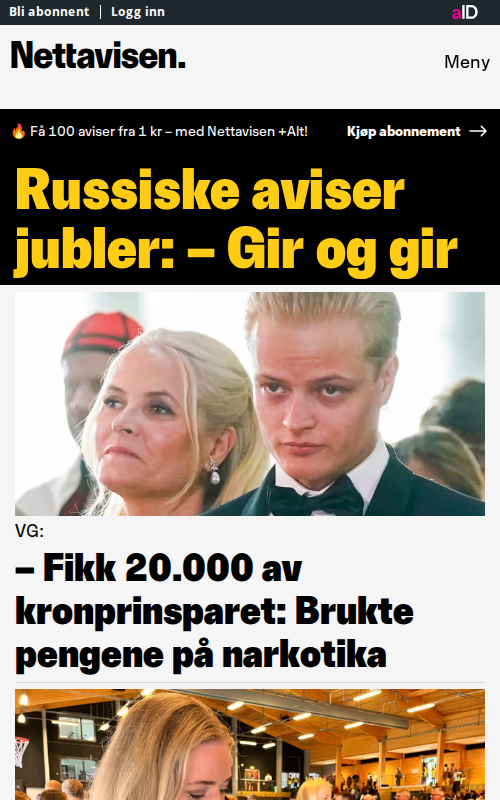 Bli abonnent | Logg inn
aID
Nettavisen.
Meny
🔥 Få 100 aviser fra 1 kr – med Nettavisen +Alt!
Kjøp abonnement →
Russiske aviser
jubler: – Gir og gir
VG:
– Fikk 20.000 av
kronprinsparet: Brukte
pengene på narkotika